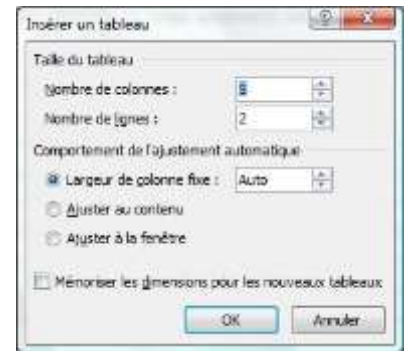 Insérer un tableau
Taille du tableau
Nombre de colonnes : 5
Nombre de lignes : 2
Comportement de l'ajustement automatique
Largeur de colonne fixe : Auto
Ajuster au contenu
Ajuster à la fenêtre
Mémoriser les dimensions pour les nouveaux tableaux
OK Annuler